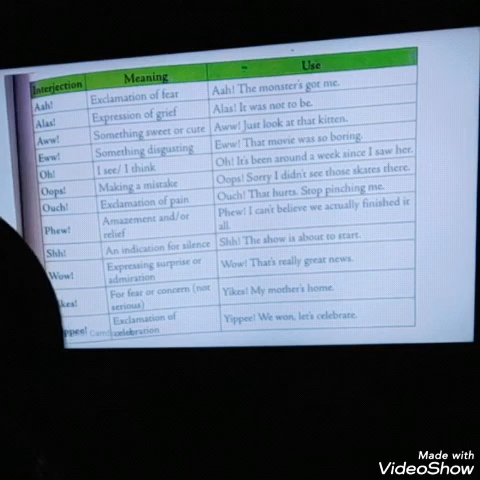 Interjection Meaning Use
Aah! Exclamation of fear Aah! The monster's got me.
Alas! Expression of grief Alas! It was not to be.
Aww! Something sweet or cute Aww! Just look at that kitten.
Eww! Something disgusting Eww! That movie was so boring.
Oh! I see/ I think Oh! It's been around a week since I saw her.
Oops! Making a mistake Oops! Sorry I didn't see those skates there.
Ouch! Exclamation of pain Ouch! That hurts. Stop pinching me.
Phew! Amazement and/or Phew! I can't believe we actually finished it
relief all.
Shh! An indication for silence Shh! The show is about to start.
Wow! Expressing surprise or Wow! That's really great news.
admiration
kes! For fear or concern (not Yikes! My mother's home.
serious)
ippee! Exclamation of Yippee! We won, let's celebrate.
celebration
Made with
VideoShow